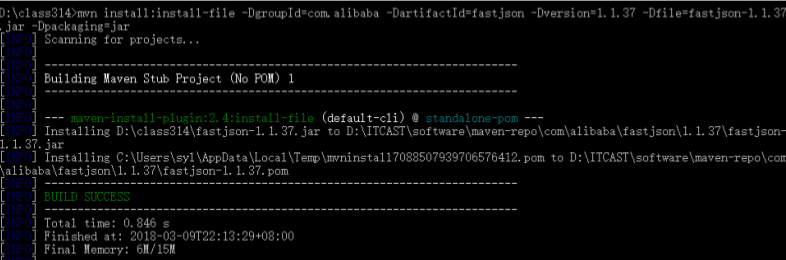 D:\class314>mvn install:install-file -DgroupId=com.alibaba -DartifactId=fastjson -Dversion=1.1.37 -Dfile=fastjson-1.1.37
.jar -Dpackaging=jar
[INFO] Scanning for projects...
[INFO]
[INFO] ------------------------------------------------------------------------
[INFO] Building Maven Stub Project (No POM) 1
[INFO] ------------------------------------------------------------------------
[INFO]
[INFO] --- maven-install-plugin:2.4:install-file (default-cli) @ standalone-pom ---
[INFO] Installing D:\class314\fastjson-1.1.37.jar to D:\ITCAST\software\maven-repo\com\alibaba\fastjson\1.1.37\fastjson-
1.1.37.jar
[INFO] Installing C:\Users\syl\AppData\Local\Temp\mvninstall7088507939706576412.pom to D:\ITCAST\software\maven-repo\com
\alibaba\fastjson\1.1.37\fastjson-1.1.37.pom
[INFO] ------------------------------------------------------------------------
[INFO] BUILD SUCCESS
[INFO] ------------------------------------------------------------------------
[INFO] Total time: 0.846 s
[INFO] Finished at: 2018-03-09T22:13:29+08:00
[INFO] Final Memory: 6M/15M